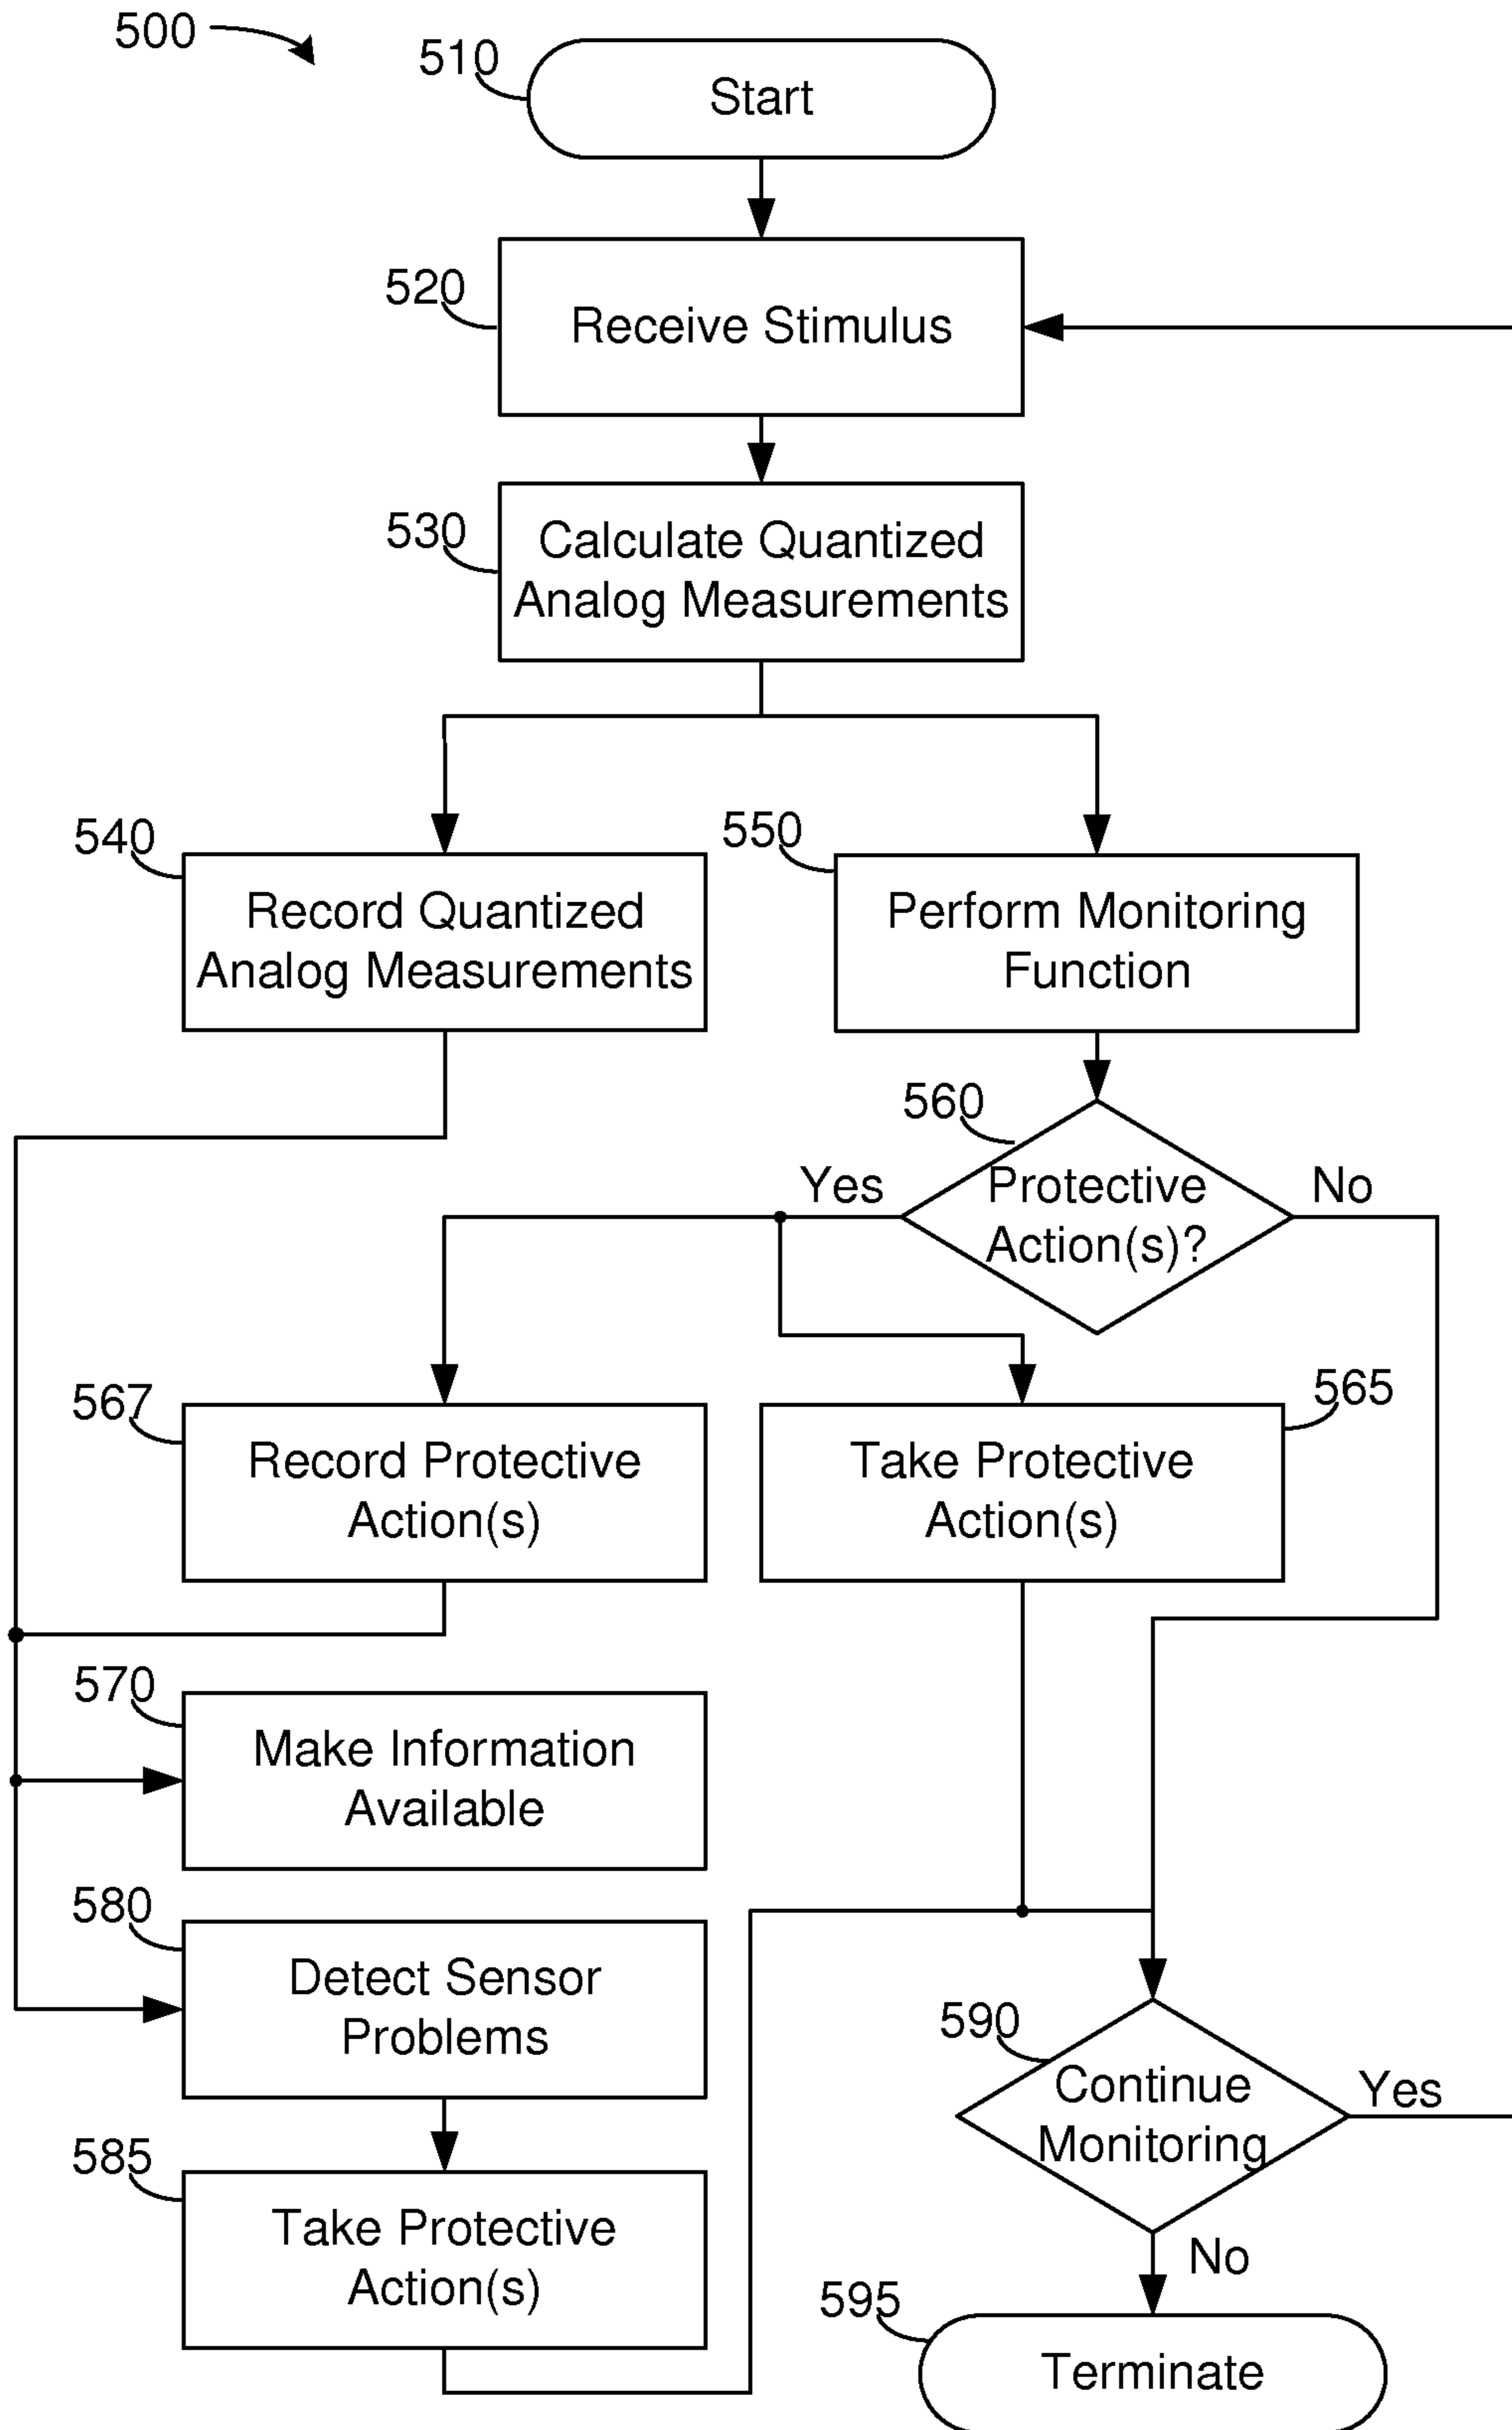 500
510
Start
520
Receive Stimulus
530
Calculate Quantized
Analog Measurements
540
Record Quantized
Analog Measurements
550
Perform Monitoring
Function
560
Protective
Action(s)?
Yes
No
567
Record Protective
Action(s)
565
Take Protective
Action(s)
570
Make Information
Available
580
Detect Sensor
Problems
585
Take Protective
Action(s)
590
Continue
Monitoring
Yes
No
595
Terminate